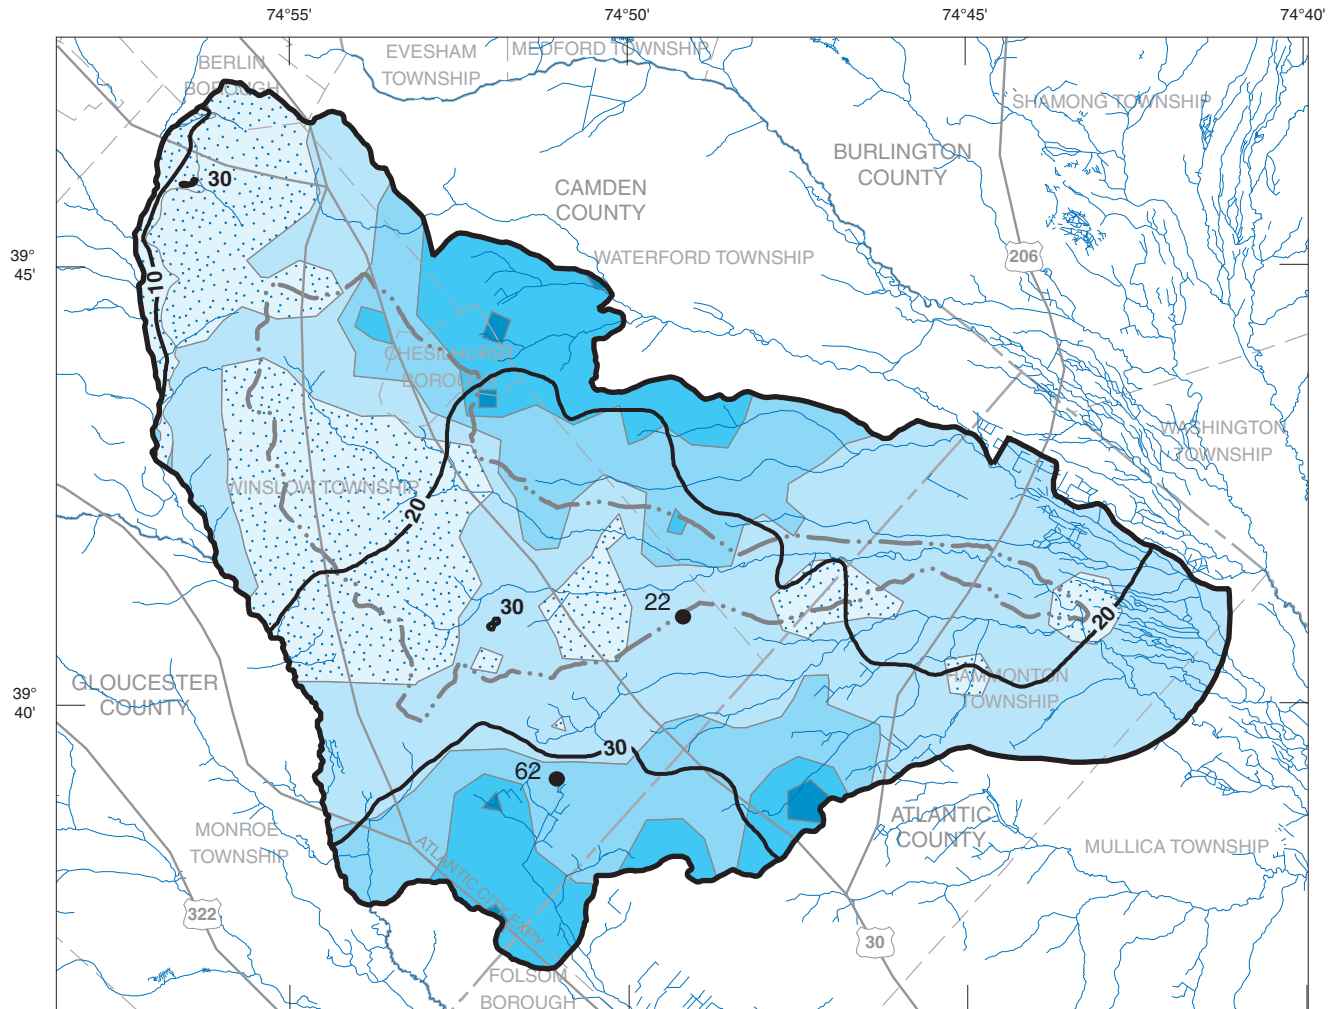 74°55'
74°50'
74°45'
74°40'
BERLIN
BOROUGH
EVESHAM
TOWNSHIP
MEDFORD TOWNSHIP
SHAMONG TOWNSHIP
BURLINGTON
COUNTY
CAMDEN
COUNTY
30
39°
45'
WATERFORD TOWNSHIP
206
10
CHESILHURST
BOROUGH
WASHINGTON
TOWNSHIP
WINSLOW TOWNSHIP
20
30
22
20
GLOUCESTER
COUNTY
39°
40'
HAMMONTON
TOWNSHIP
30
62
MONROE
TOWNSHIP
ATLANTIC CITY EXPY
ATLANTIC
COUNTY
MULLICA TOWNSHIP
322
30
FOLSOM
BOROUGH